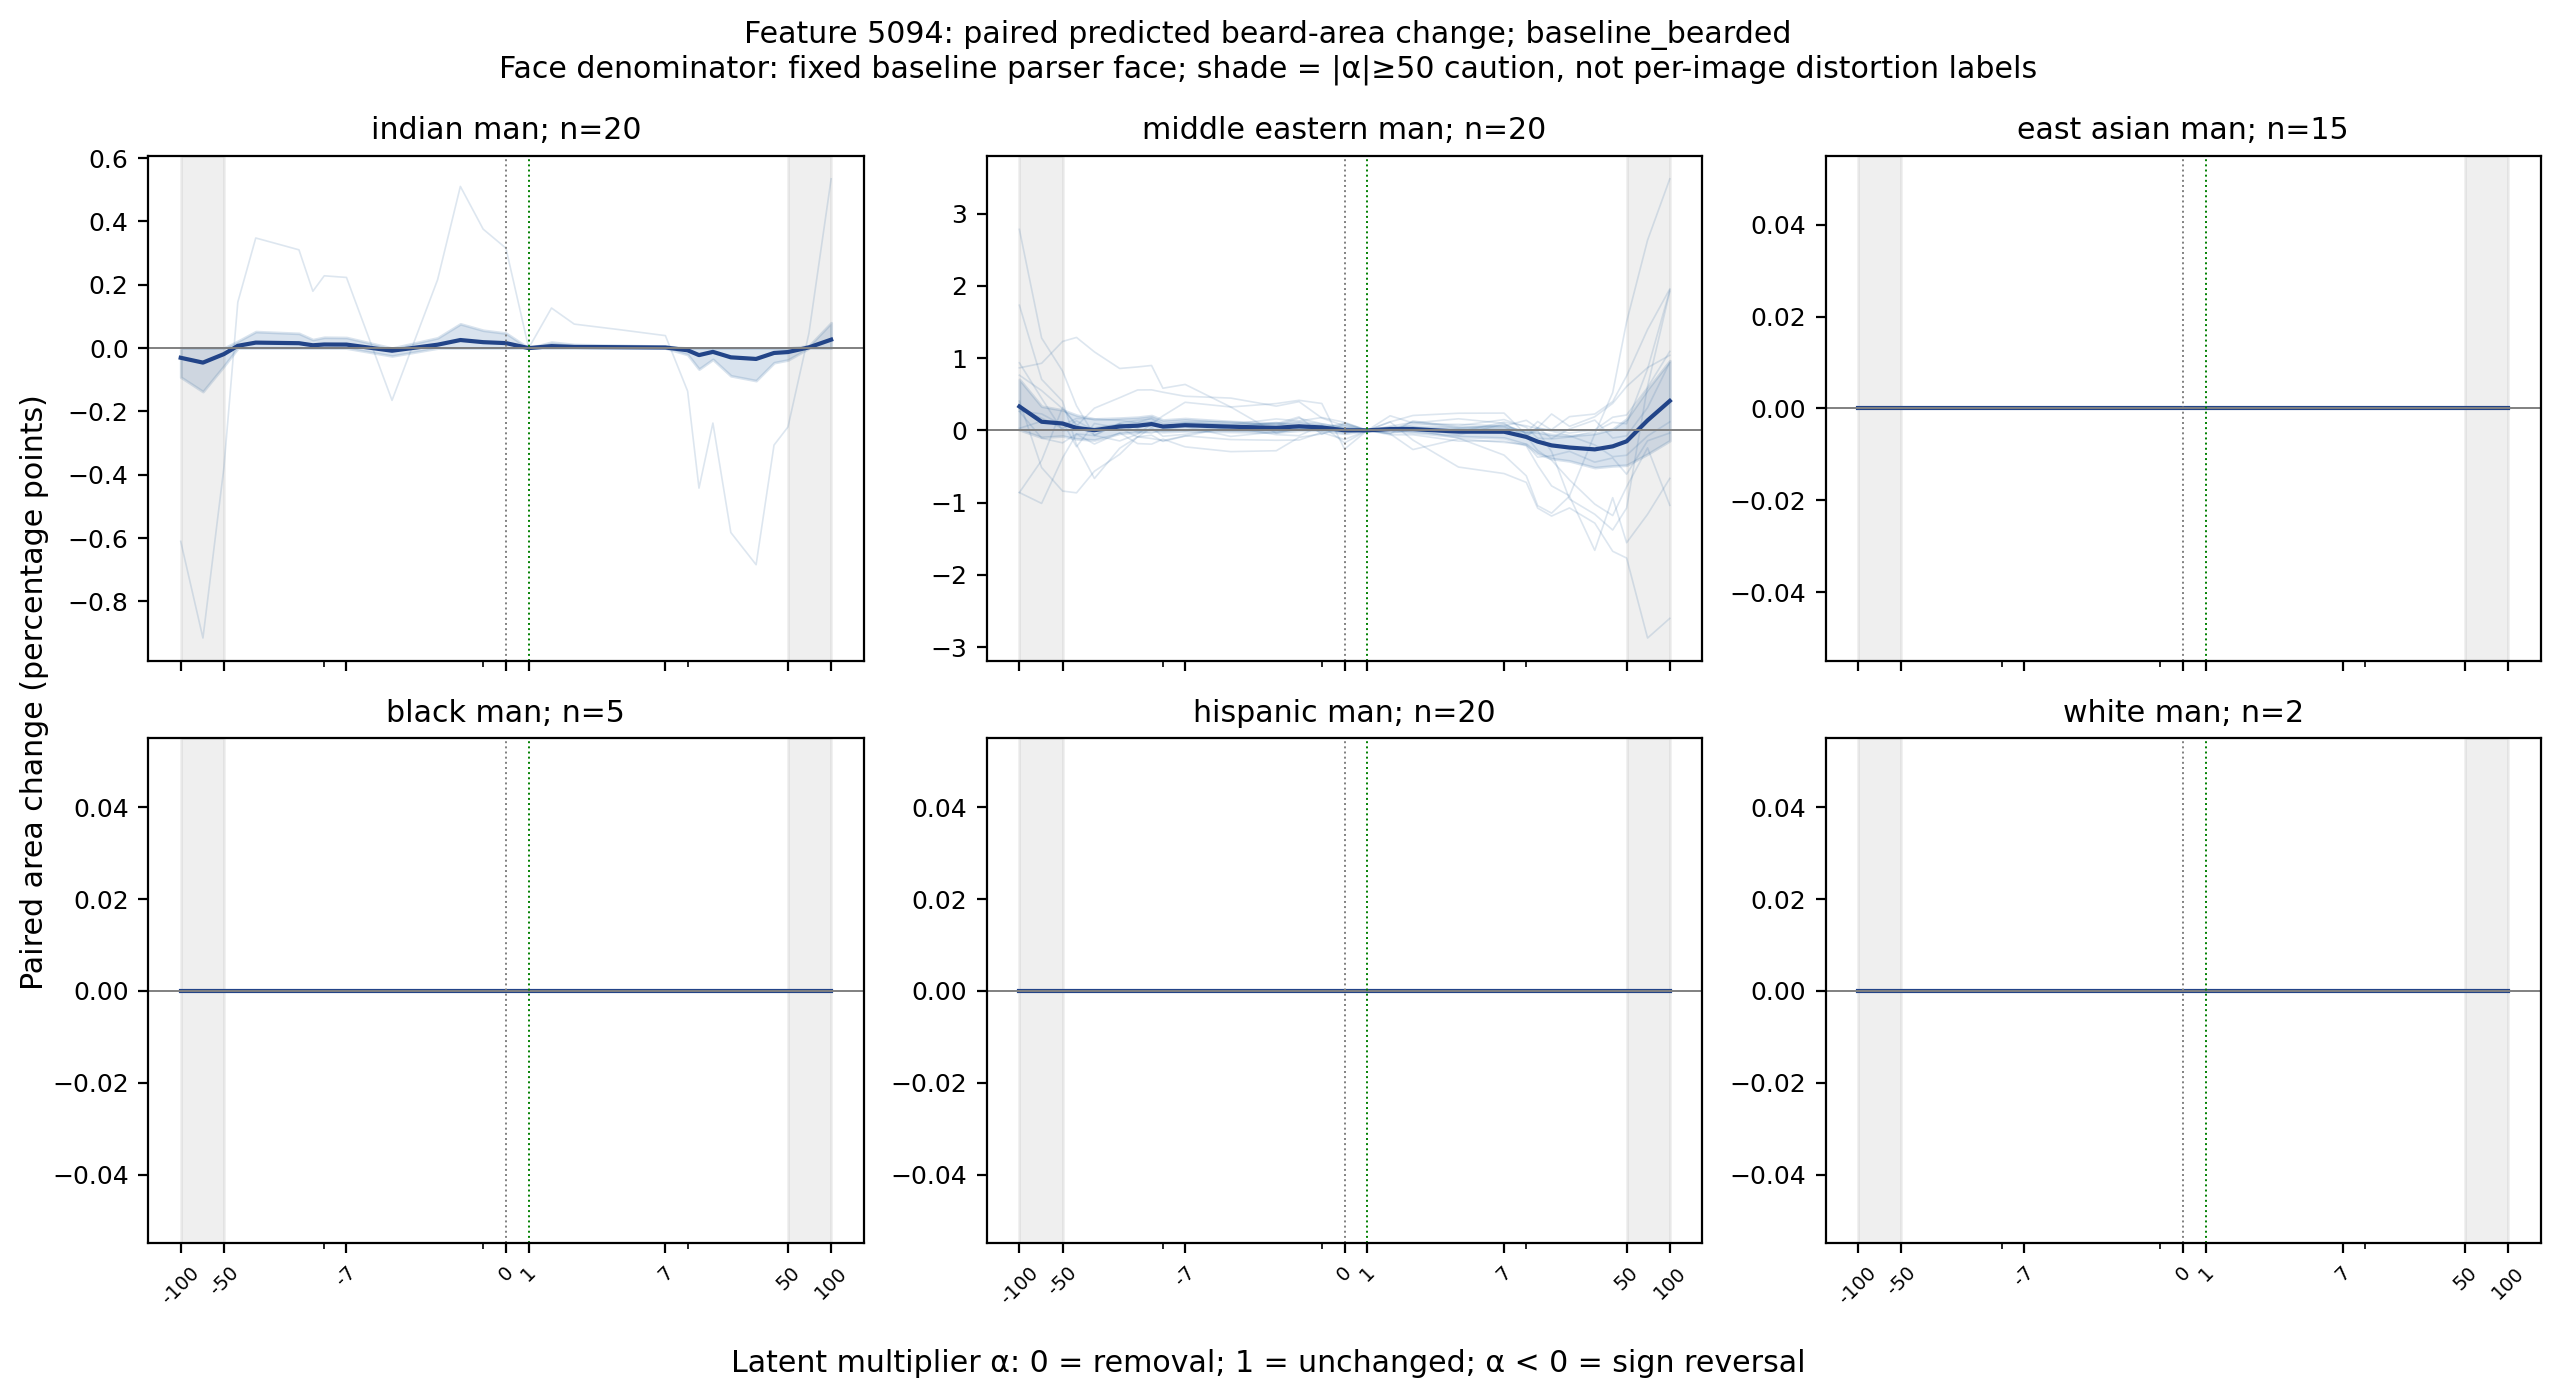 Feature 5094: paired predicted beard-area change; baseline_bearded
Face denominator: fixed baseline parser face; shade = |α|≥50 caution, not per-image distortion labels
Paired area change (percentage points)
indian man; n=20
0.6
0.4
0.2
0.0
−0.2
−0.4
−0.6
−0.8
middle eastern man; n=20
3
2
1
0
−1
−2
−3
east asian man; n=15
0.04
0.02
0.00
−0.02
−0.04
black man; n=5
0.04
0.02
0.00
−0.02
−0.04
-100 -50 -7 0 1 7 50 100
hispanic man; n=20
0.04
0.02
0.00
−0.02
−0.04
-100 -50 -7 0 1 7 50 100
white man; n=2
0.04
0.02
0.00
−0.02
−0.04
-100 -50 -7 0 1 7 50 100
Latent multiplier α: 0 = removal; 1 = unchanged; α < 0 = sign reversal